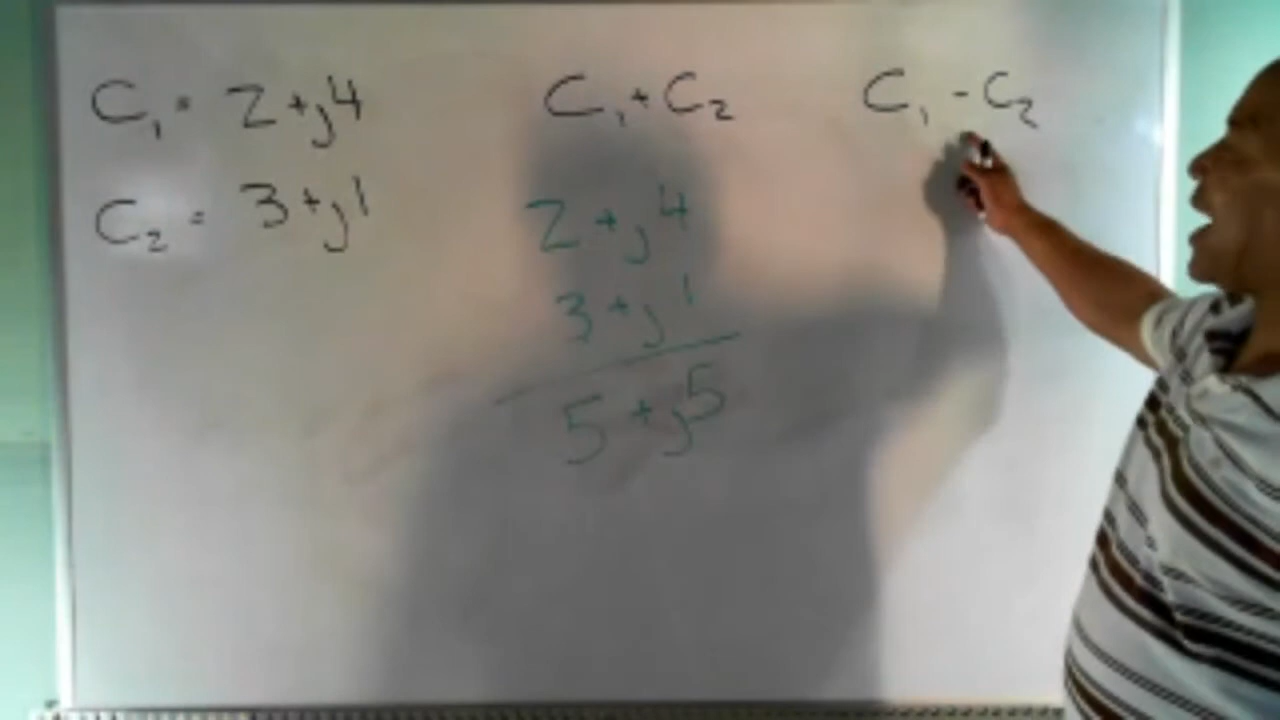 C₁ = 2+j4
C₂ = 3+j1
C₁+C₂
2+j4
3+j1
5+j5
C₁-C₂